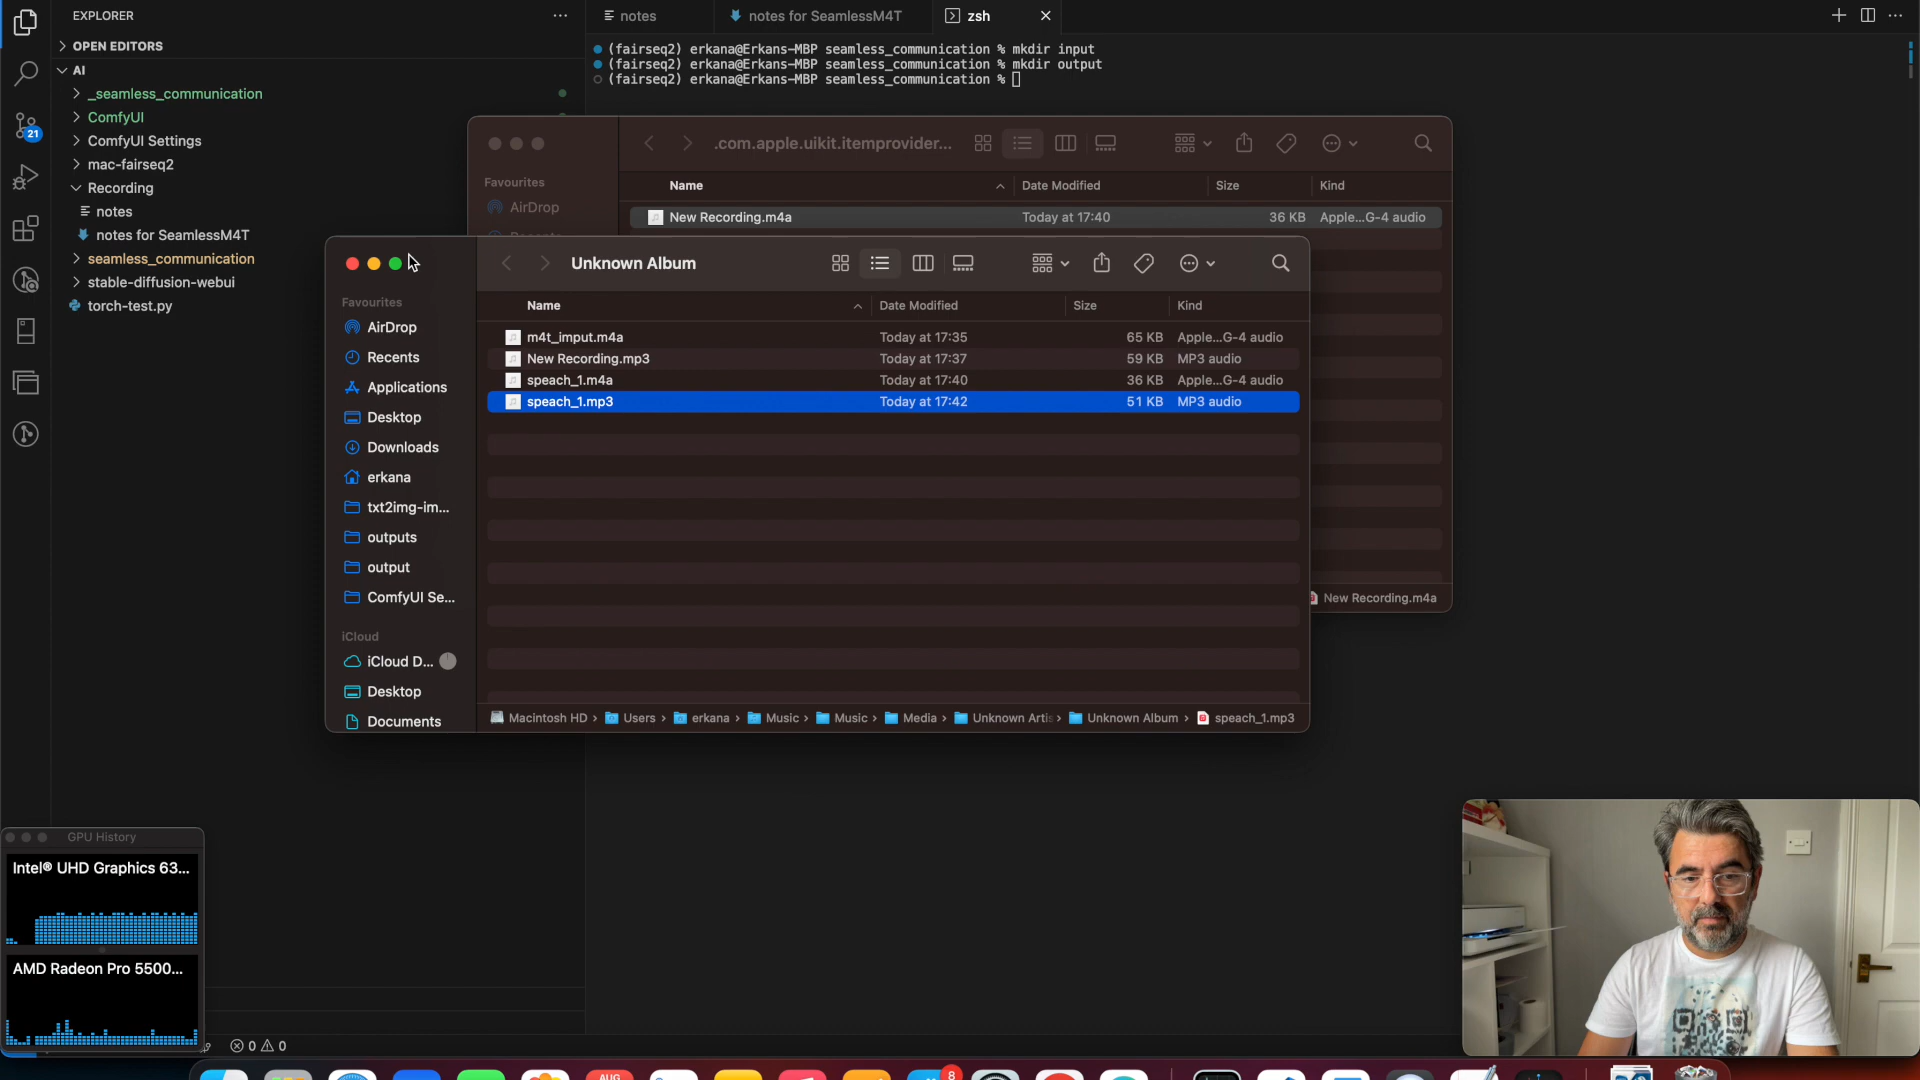 EXPLORER
notes
notes for SeamlessM4T
zsh
OPEN EDITORS
AI
_seamless_communication
ComfyUI
ComfyUI Settings
mac-fairseq2
Recording
notes
notes for SeamlessM4T
seamless_communication
stable-diffusion-webui
torch-test.py
21
(fairseq2) erkana@Erkans-MBP seamless_communication % mkdir input
(fairseq2) erkana@Erkans-MBP seamless_communication % mkdir output
(fairseq2) erkana@Erkans-MBP seamless_communication %
.com.apple.uikit.itemprovider...
Favourites
AirDrop
Name
Date Modified
Size
Kind
New Recording.m4a
Today at 17:40
36 KB
Apple...G-4 audio
New Recording.m4a
Unknown Album
Favourites
AirDrop
Recents
Applications
Desktop
Downloads
erkana
txt2img-im...
outputs
output
ComfyUI Se...
iCloud
iCloud D...
Desktop
Documents
Name
Date Modified
Size
Kind
m4t_imput.m4a Today at 17:35 65 KB Apple...G-4 audio
New Recording.mp3 Today at 17:37 59 KB MP3 audio
speach_1.m4a Today at 17:40 36 KB Apple...G-4 audio
speach_1.mp3 Today at 17:42 51 KB MP3 audio
Macintosh HD › Users › erkana › Music › Music › Media › Unknown Artis › Unknown Album › speach_1.mp3
GPU History
Intel® UHD Graphics 63...
AMD Radeon Pro 5500...
0 0
AUG
8